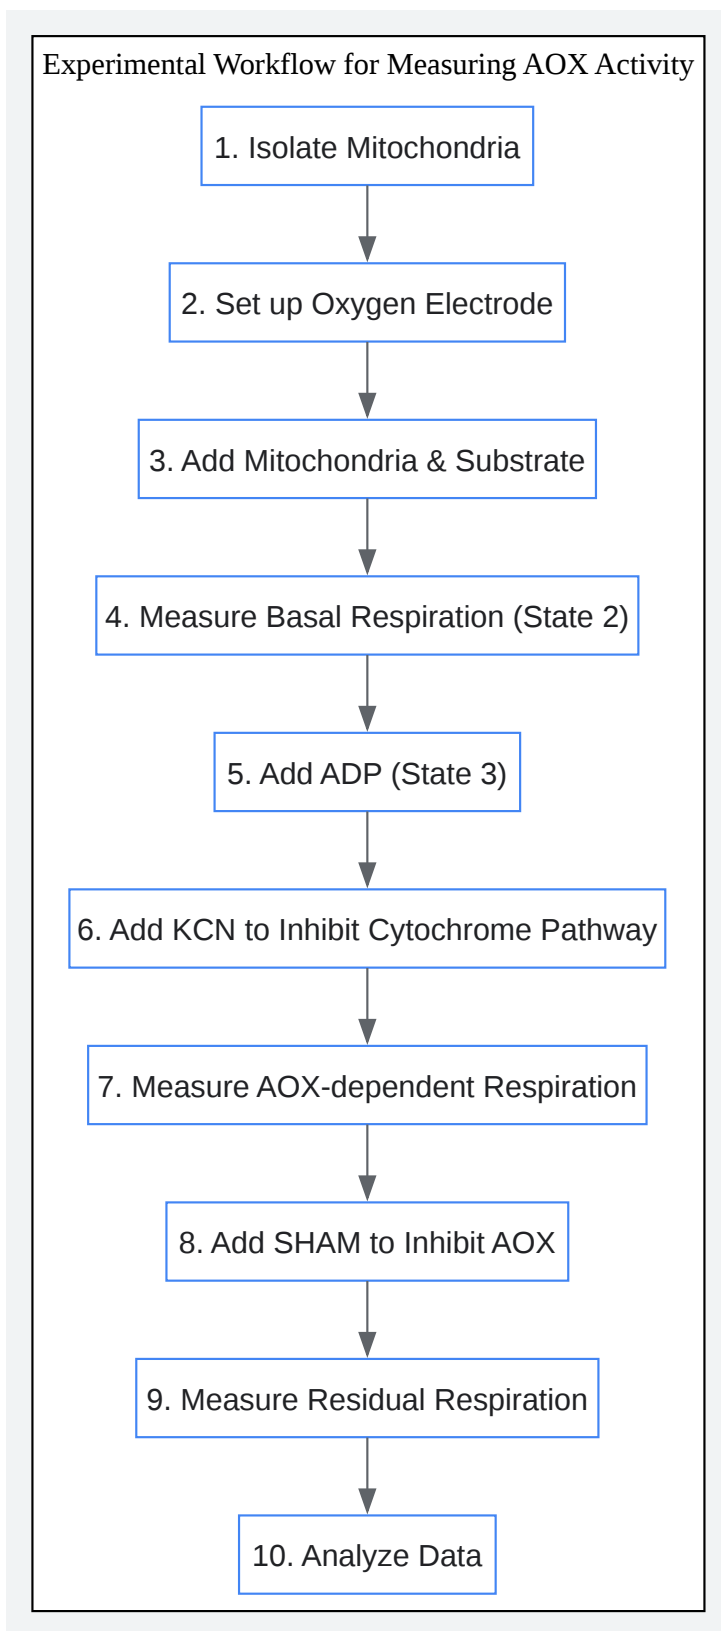 Experimental Workflow for Measuring AOX Activity
1. Isolate Mitochondria
2. Set up Oxygen Electrode
3. Add Mitochondria & Substrate
4. Measure Basal Respiration (State 2)
5. Add ADP (State 3)
6. Add KCN to Inhibit Cytochrome Pathway
7. Measure AOX-dependent Respiration
8. Add SHAM to Inhibit AOX
9. Measure Residual Respiration
10. Analyze Data